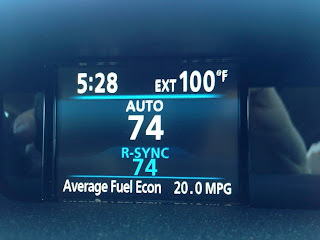 5:28 EXT 100°F
AUTO
74
R-SYNC
74
Average Fuel Econ 20.0 MPG